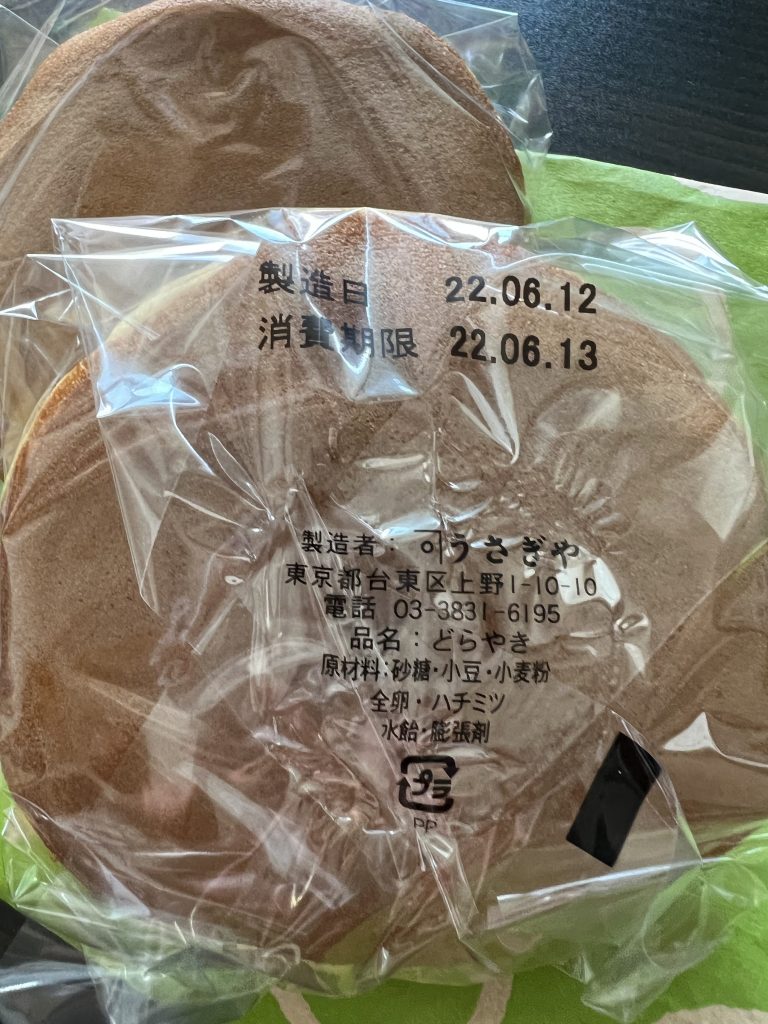 製造日 22.06.12
消費期限 22.06.13
製造者：うさぎや
東京都台東区上野1-10-10
電話 03-3831-6195
品名：どらやき
原材料：砂糖・小豆・小麦粉
全卵・ハチミツ
水飴・膨張剤
プラ
PP